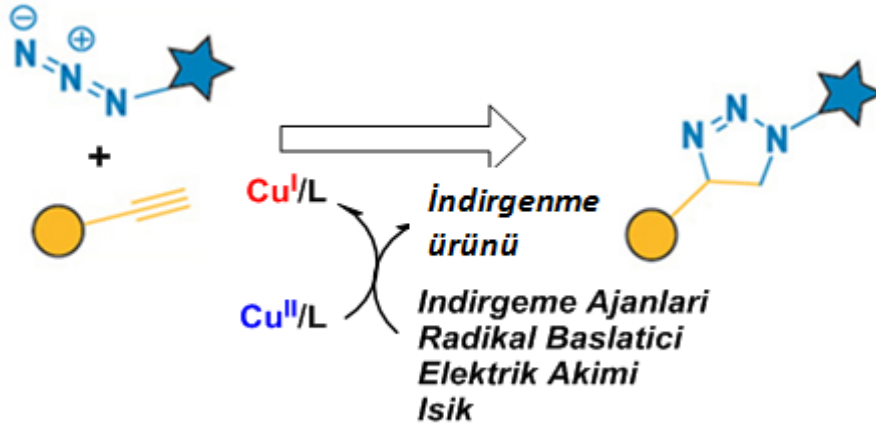 ⊖
N ⊕
N
N
+
Cu^I/L
Cu^II/L
İndirgenme
ürünü
Indirgeme Ajanlari
Radikal Baslatici
Elektrik Akimi
Isik
N
N
N